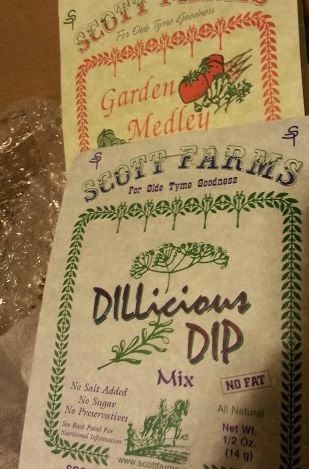 SCOTT FARMS
For Olde Tyme Goodness
Garden
Medley
S
S
SCOTT FARMS
For Olde Tyme Goodness
DILLicious
DIP
Mix
NO FAT
No Salt Added
No Sugar
No Preservatives
See Back Panel For
Nutritional Information
All Natural
Net Wt.
1/2 Oz.
(14 g)